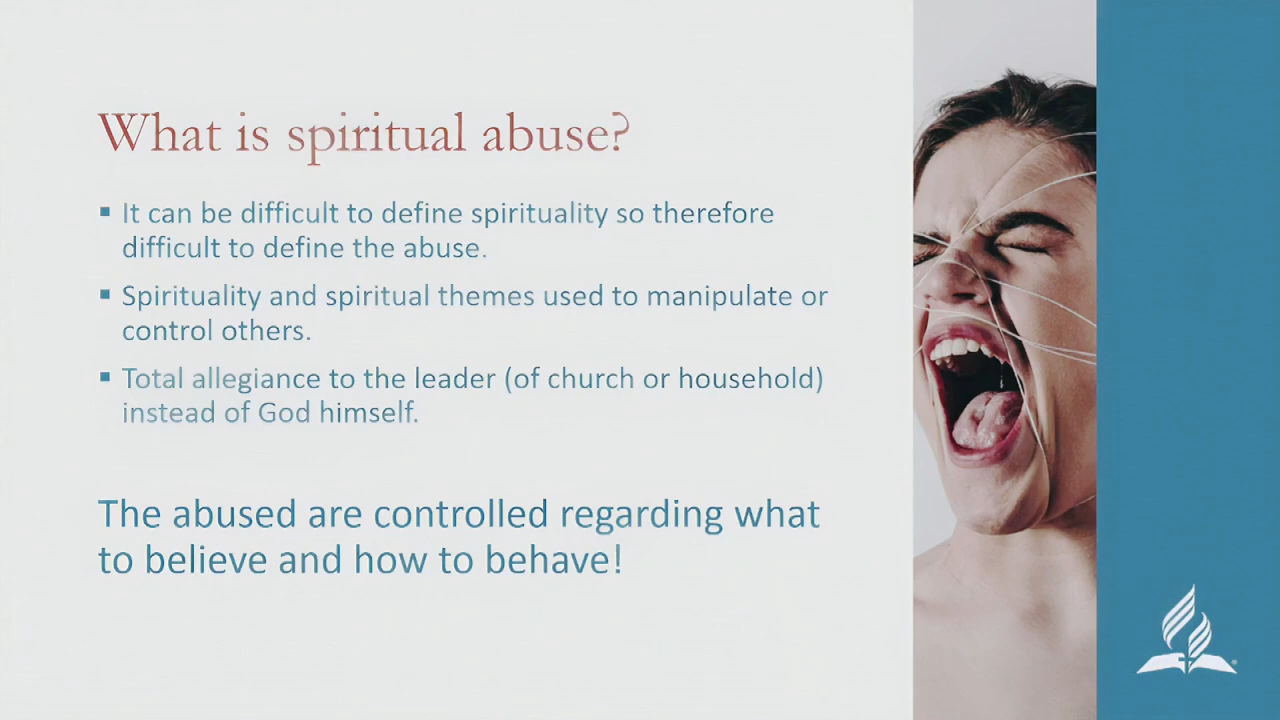 What is spiritual abuse?
▪ It can be difficult to define spirituality so therefore
difficult to define the abuse.
▪ Spirituality and spiritual themes used to manipulate or
control others.
▪ Total allegiance to the leader (of church or household)
instead of God himself.
The abused are controlled regarding what
to believe and how to behave!